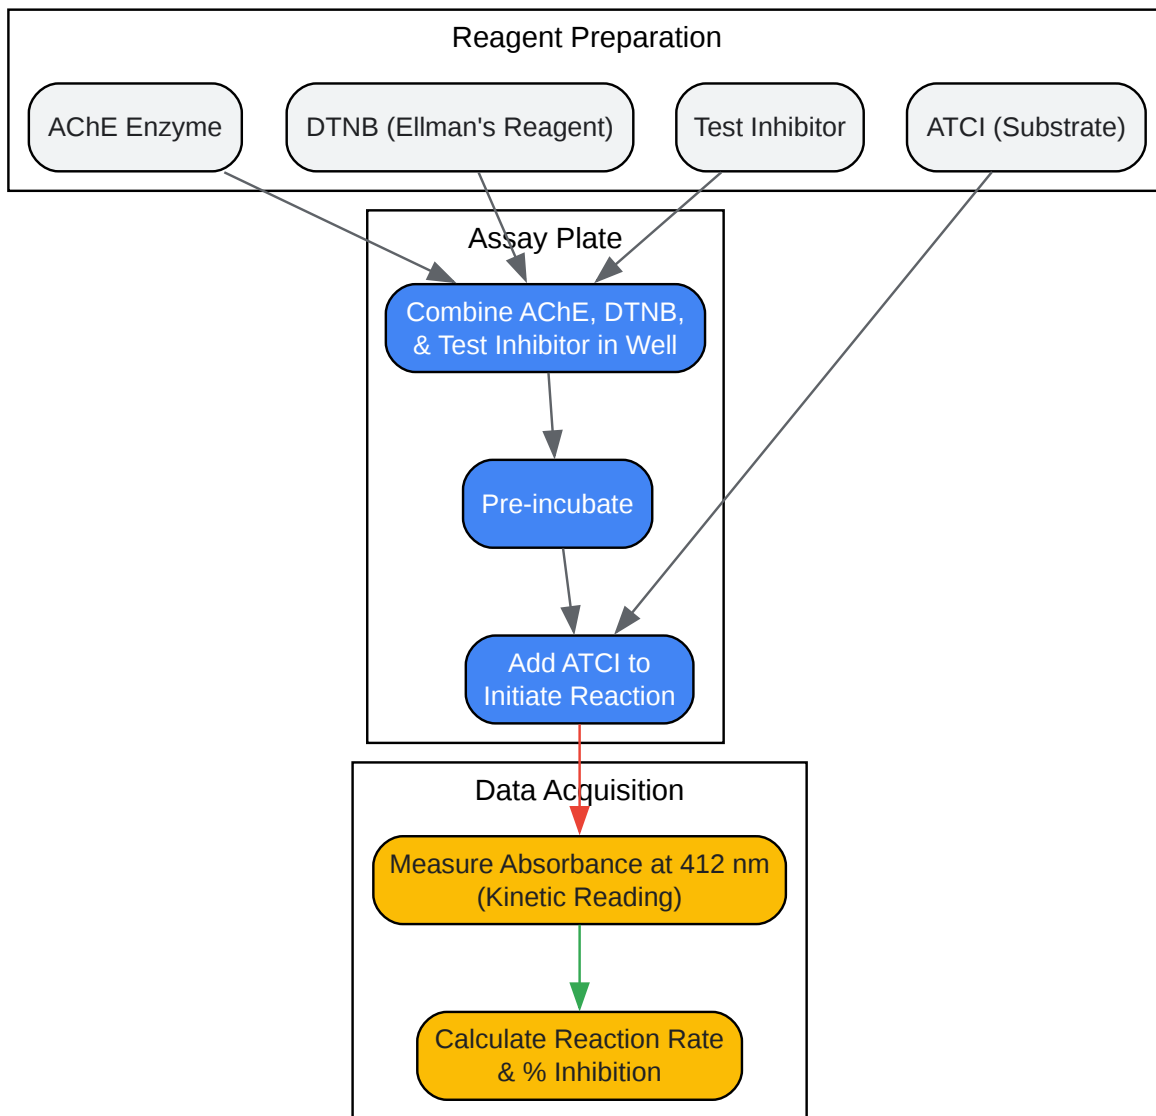 Reagent Preparation
AChE Enzyme
DTNB (Ellman's Reagent)
Test Inhibitor
ATCI (Substrate)
Assay Plate
Combine AChE, DTNB,
& Test Inhibitor in Well
Pre-incubate
Add ATCI to
Initiate Reaction
Data Acquisition
Measure Absorbance at 412 nm
(Kinetic Reading)
Calculate Reaction Rate
& % Inhibition